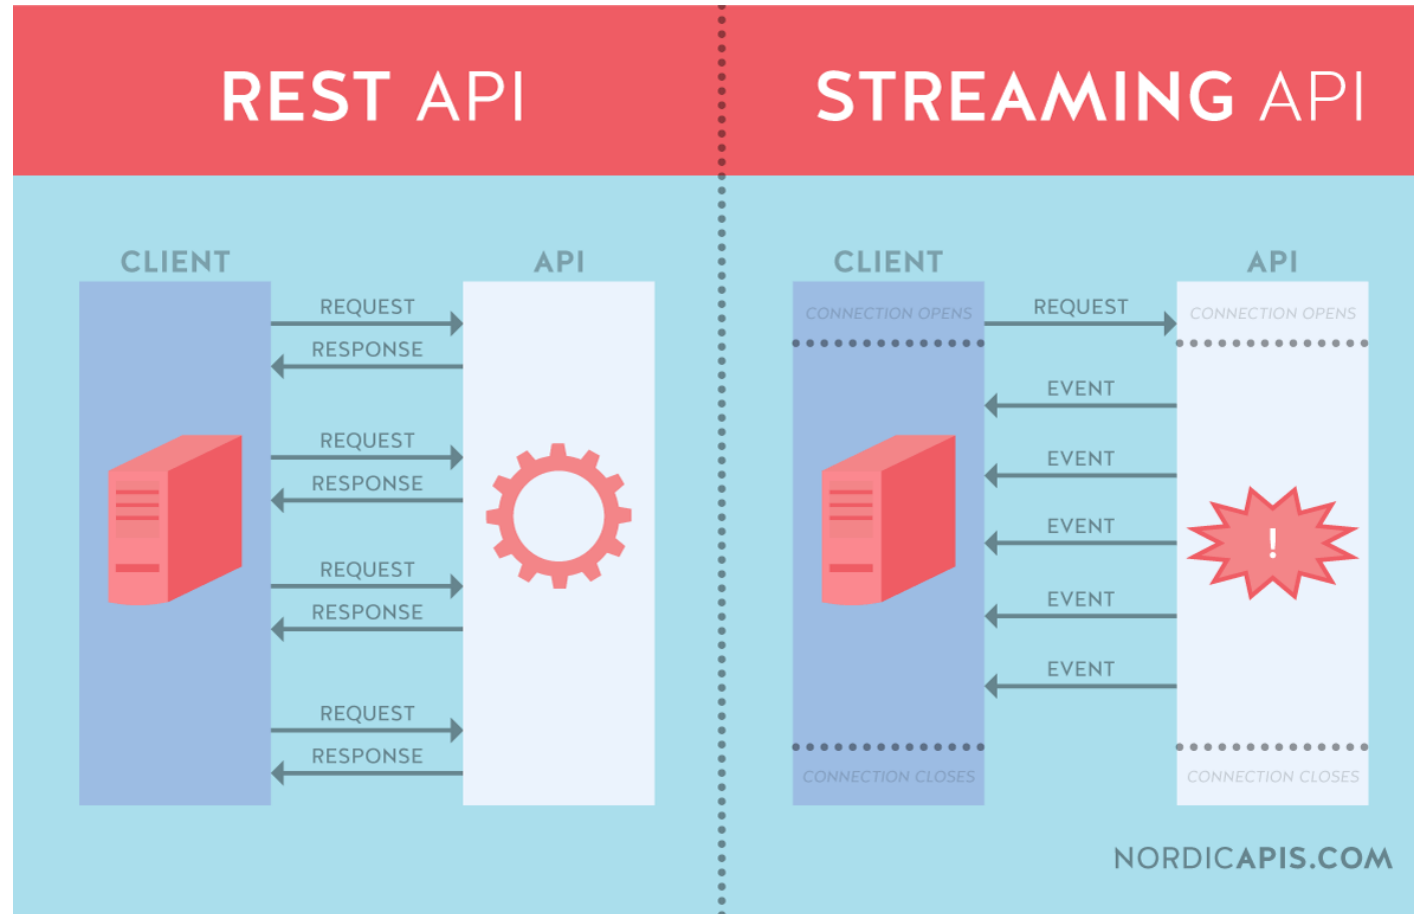 REST API
CLIENT
API
REQUEST
RESPONSE
REQUEST
RESPONSE
REQUEST
RESPONSE
REQUEST
RESPONSE
STREAMING API
CLIENT
API
CONNECTION OPENS
REQUEST
CONNECTION OPENS
EVENT
EVENT
EVENT
!
EVENT
EVENT
CONNECTION CLOSES
CONNECTION CLOSES
NORDICAPIS.COM